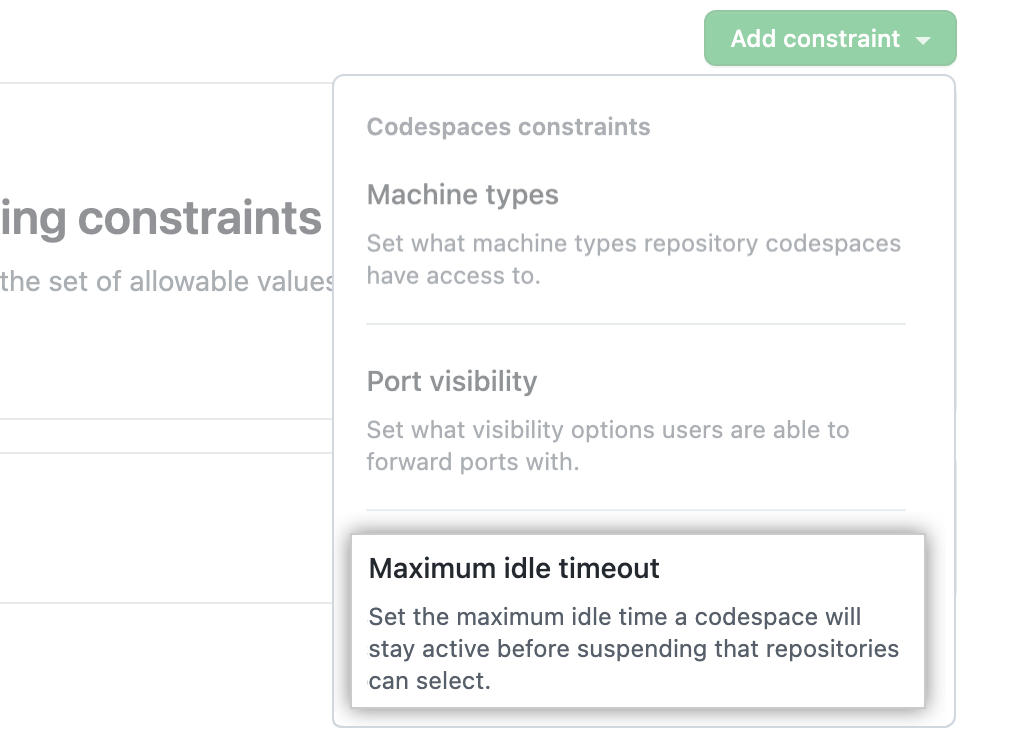 Add constraint
Codespaces constraints
Machine types
Set what machine types repository codespaces
have access to.
ing constraints
the set of allowable values
Port visibility
Set what visibility options users are able to
forward ports with.
Maximum idle timeout
Set the maximum idle time a codespace will
stay active before suspending that repositories
can select.